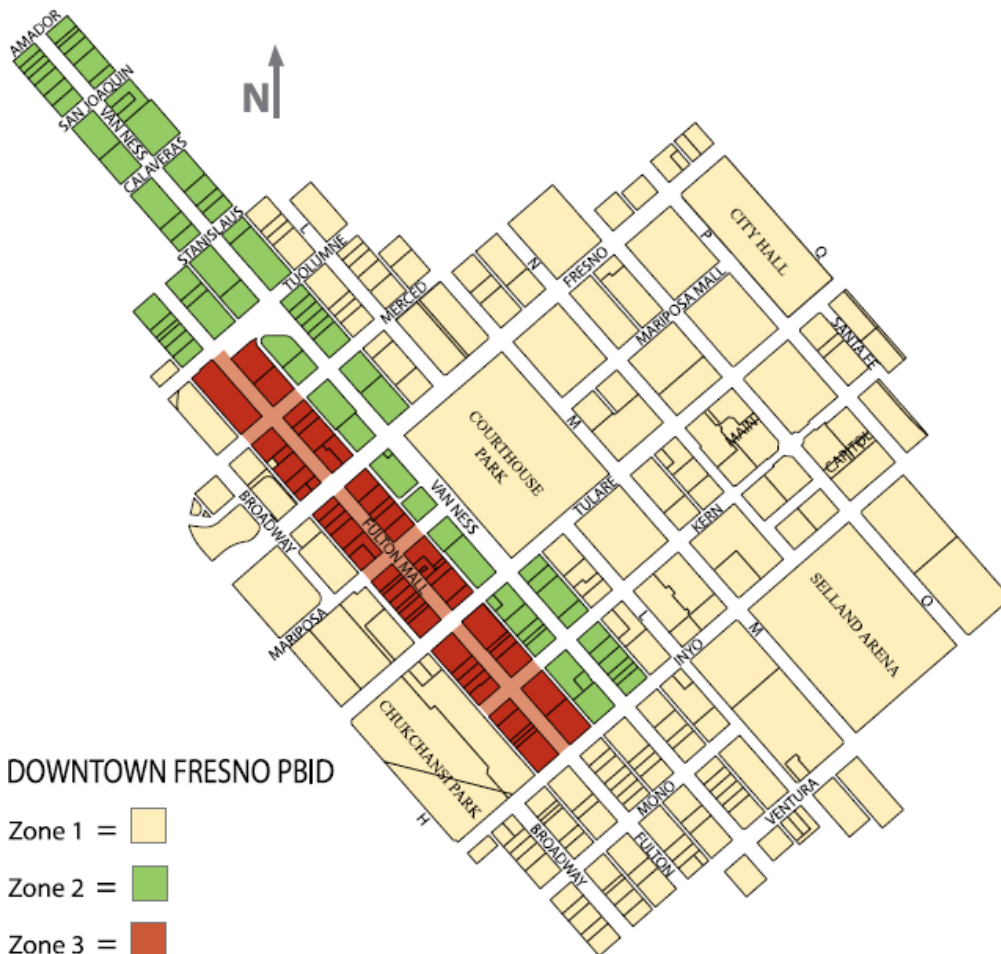 AMADOR
SAN JOAQUIN
VAN NESS
CALAVERAS
STANISLAUS
TUOLUMNE
MERCED
N
N
FRESNO
P
CITY HALL
Q
MARIPOSA MALL
SANTA FE
COURTHOUSE
PARK
M
MAIN
CAPITOL
VAN NESS
TULARE
KERN
BROADWAY
FULTON MALL
MARIPOSA
INYO
M
SELLAND ARENA
O
CHUKCHANSI PARK
H
MONO
VENTURA
BROADWAY
FULTON
DOWNTOWN FRESNO PBID
Zone 1 =
Zone 2 =
Zone 3 =